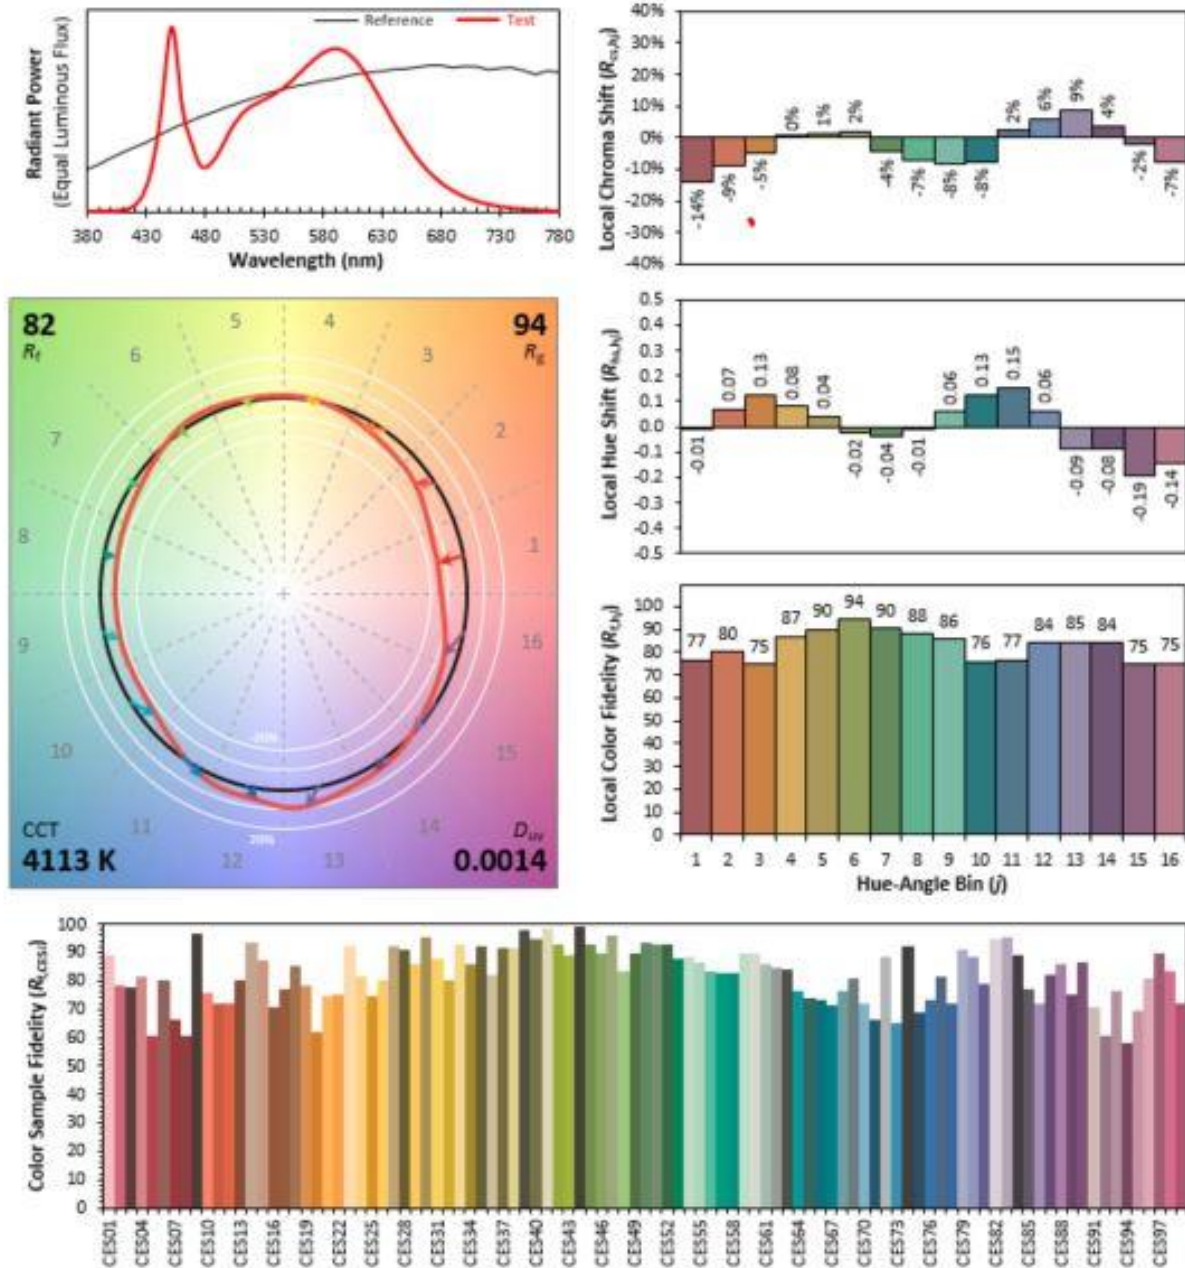 Reference
Test
Radiant Power
(Equal Luminous Flux)
380 430 480 530 580 630 680 730 780
Wavelength (nm)
Local Chroma Shift (Rcs,hj)
40%
30%
20%
10%
0%
-10%
-20%
-30%
-40%
-14% -9% -5% 0% 1% 2% -4% -7% -8% -8% 2% 6% 9% 4% -2% -7%
82
Rf
94
Rg
5 4
6 3
7 2
8 1
9 16
10 15
11 14
12 13
-20%
20%
CCT
4113 K
Duv
0.0014
Local Hue Shift (Rhs,hj)
0.5
0.4
0.3
0.2
0.1
0.0
-0.1
-0.2
-0.3
-0.4
-0.5
-0.01 0.07 0.13 0.08 0.04 -0.02 -0.04 -0.01 0.06 0.13 0.15 0.06 -0.09 -0.08 -0.19 -0.14
Local Color Fidelity (Rf,hj)
100
90
80
70
60
50
40
30
20
10
0
77 80 75 87 90 94 90 88 86 76 77 84 85 84 75 75
1 2 3 4 5 6 7 8 9 10 11 12 13 14 15 16
Hue-Angle Bin (j)
Color Sample Fidelity (Rf,CESi)
100
90
80
70
60
50
40
30
20
10
0
CES01 CES04 CES07 CES10 CES13 CES16 CES19 CES22 CES25 CES28 CES31 CES34 CES37 CES40 CES43 CES46 CES49 CES52 CES55 CES58 CES61 CES64 CES67 CES70 CES73 CES76 CES79 CES82 CES85 CES88 CES91 CES94 CES97